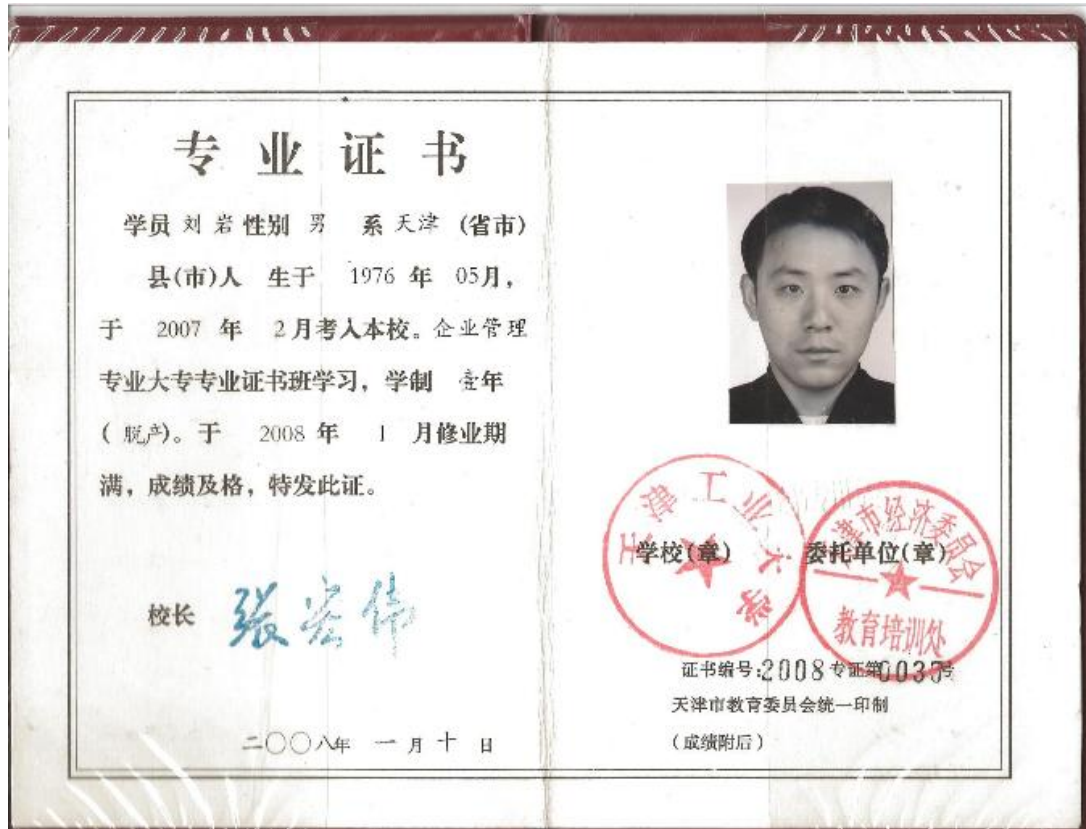 专业证书
学员 刘岩 性别 男 系 天津 (省市)
县(市)人 生于 1976 年 05月,
于 2007 年 2月考入本校。企业管理
专业大专专业证书班学习，学制 壹年
(脱产)。于 2008 年 1 月修业期
满，成绩及格，特发此证。
校长 张宏伟
二〇〇八年 一月十日
天津工业大学
学校(章)
天津市经济委员会
委托单位(章)
教育培训处
证书编号:2008专证第0037号
天津市教育委员会统一印制
(成绩附后)